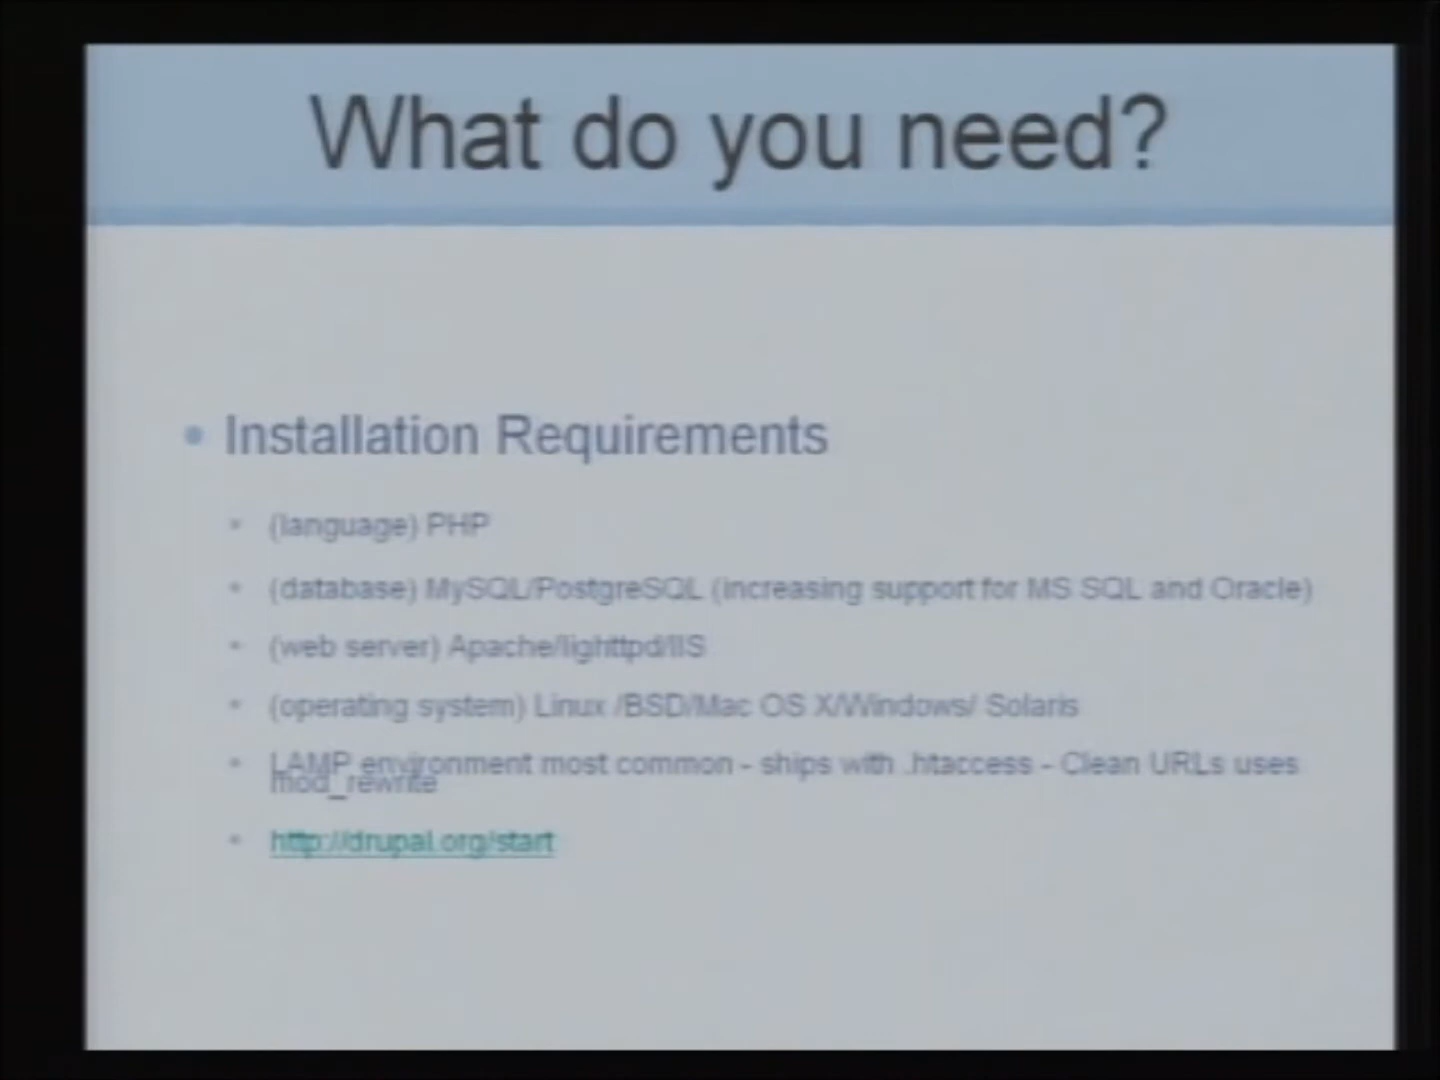 What do you need?
Installation Requirements
(language) PHP
(database) MySQL/PostgreSQL (increasing support for MS SQL and Oracle)
(web server) Apache/lighttpd/IIS
(operating system) Linux /BSD/Mac OS X/Windows/ Solaris
LAMP environment most common - ships with .htaccess - Clean URLs uses
mod_rewrite
http://drupal.org/start